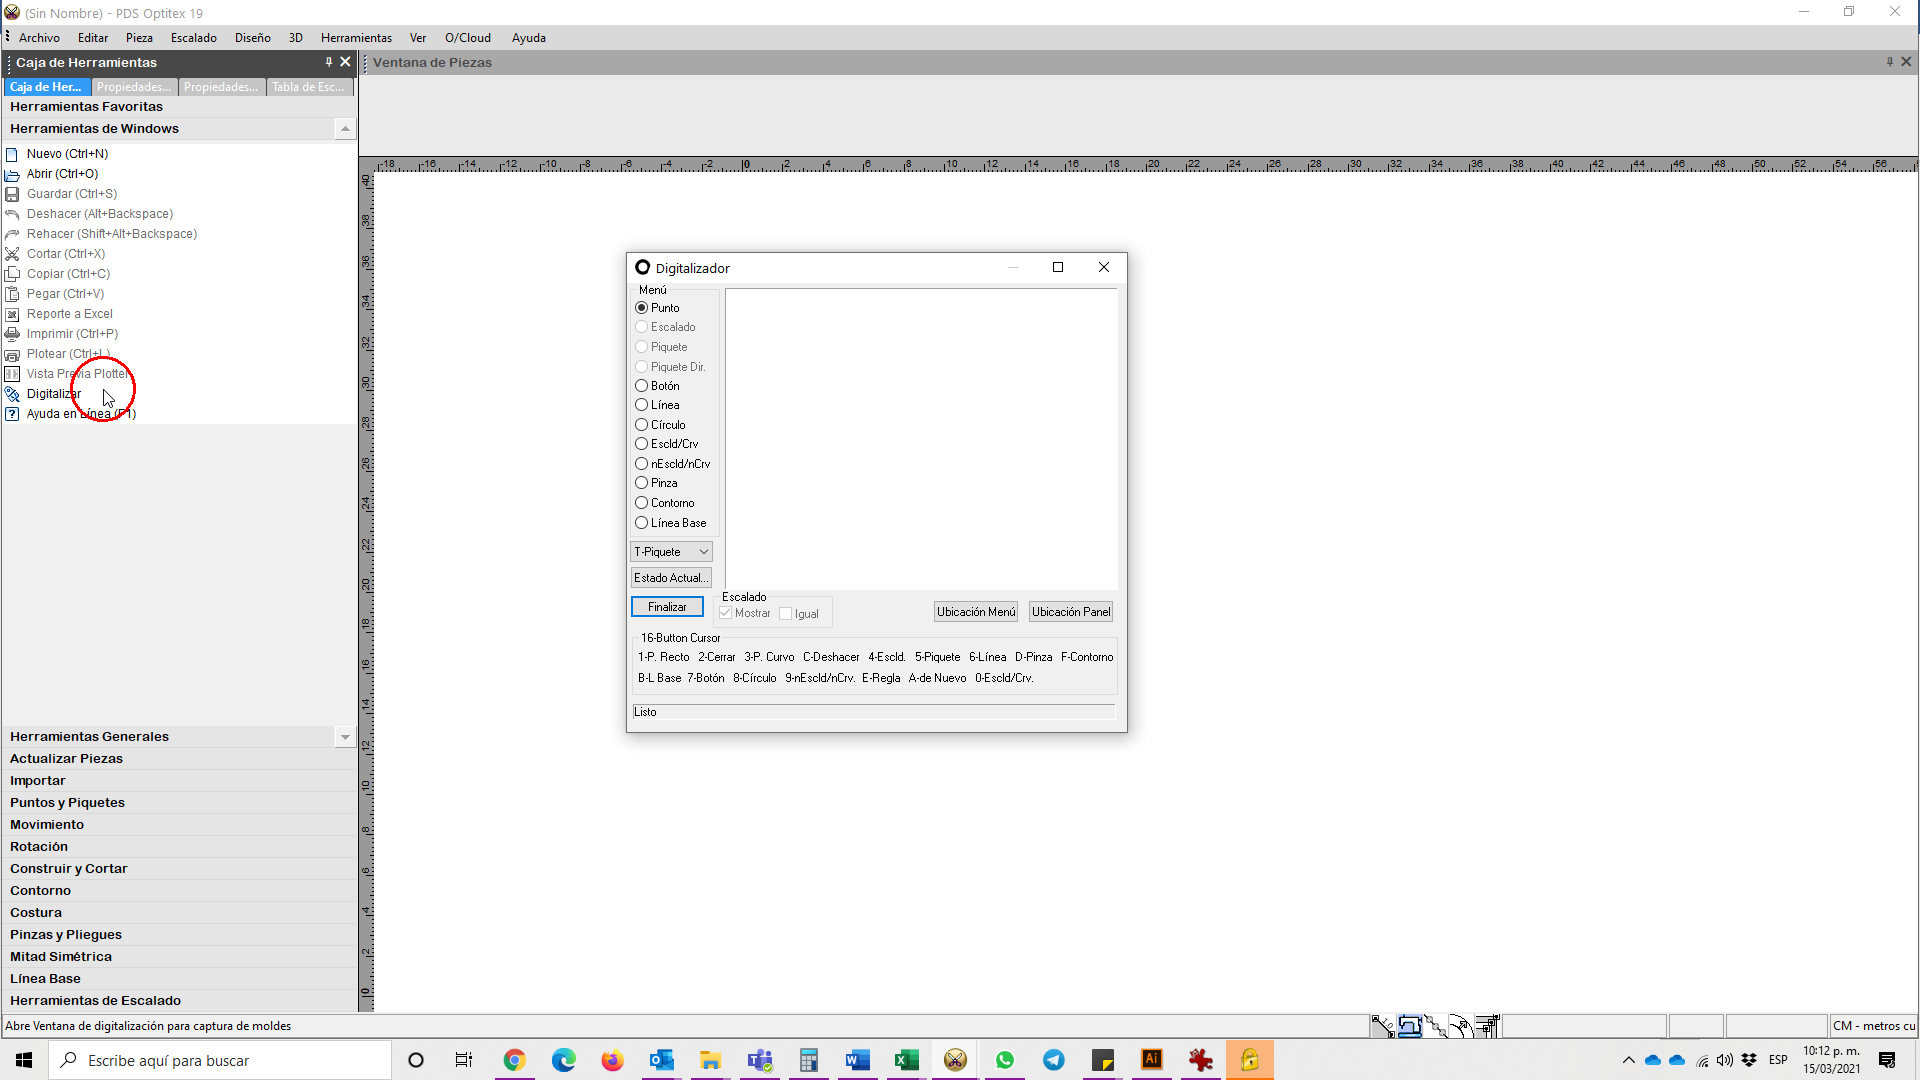 (Sin Nombre) - PDS Optitex 19
Archivo Editar Pieza Escalado Diseño 3D Herramientas Ver O/Cloud Ayuda
Caja de Herramientas
Caja de Her... Propiedades... Propiedades... Tabla de Esc...
Herramientas Favoritas
Herramientas de Windows
Nuevo (Ctrl+N)
Abrir (Ctrl+O)
Guardar (Ctrl+S)
Deshacer (Alt+Backspace)
Rehacer (Shift+Alt+Backspace)
Cortar (Ctrl+X)
Copiar (Ctrl+C)
Pegar (Ctrl+V)
Reporte a Excel
Imprimir (Ctrl+P)
Plotear (Ctrl+L)
Vista Previa Plotter
Digitalizar
Ayuda en Línea (F1)
Herramientas Generales
Actualizar Piezas
Importar
Puntos y Piquetes
Movimiento
Rotación
Construir y Cortar
Contorno
Costura
Pinzas y Pliegues
Mitad Simétrica
Línea Base
Herramientas de Escalado
Ventana de Piezas
-18 -16 -14 -12 -10 -8 -6 -4 -2 0 2 4 6 8 10 12 14 16 18 20 22 24 26 28 30 32 34 36 38 40 42 44 46 48 50 52 54 56
40
38
36
34
32
30
28
26
24
22
20
18
16
14
12
10
8
6
4
2
0
Digitalizador
Menú
Punto
Escalado
Piquete
Piquete Dir.
Botón
Línea
Círculo
Escld/Crv
nEscld/nCrv
Pinza
Contorno
Línea Base
T-Piquete
Estado Actual...
Finalizar
Escalado
Mostrar Igual
Ubicación Menú Ubicación Panel
16-Button Cursor
1-P. Recto 2-Cerrar 3-P. Curvo C-Deshacer 4-Escld. 5-Piquete 6-Línea D-Pinza F-Contorno
B-L Base 7-Botón 8-Círculo 9-nEscld/nCrv. E-Regla A-de Nuevo 0-Escld/Crv.
Listo
Abre Ventana de digitalización para captura de moldes
CM - metros cu
Escribe aquí para buscar
Ai
ESP
10:12 p. m.
15/03/2021